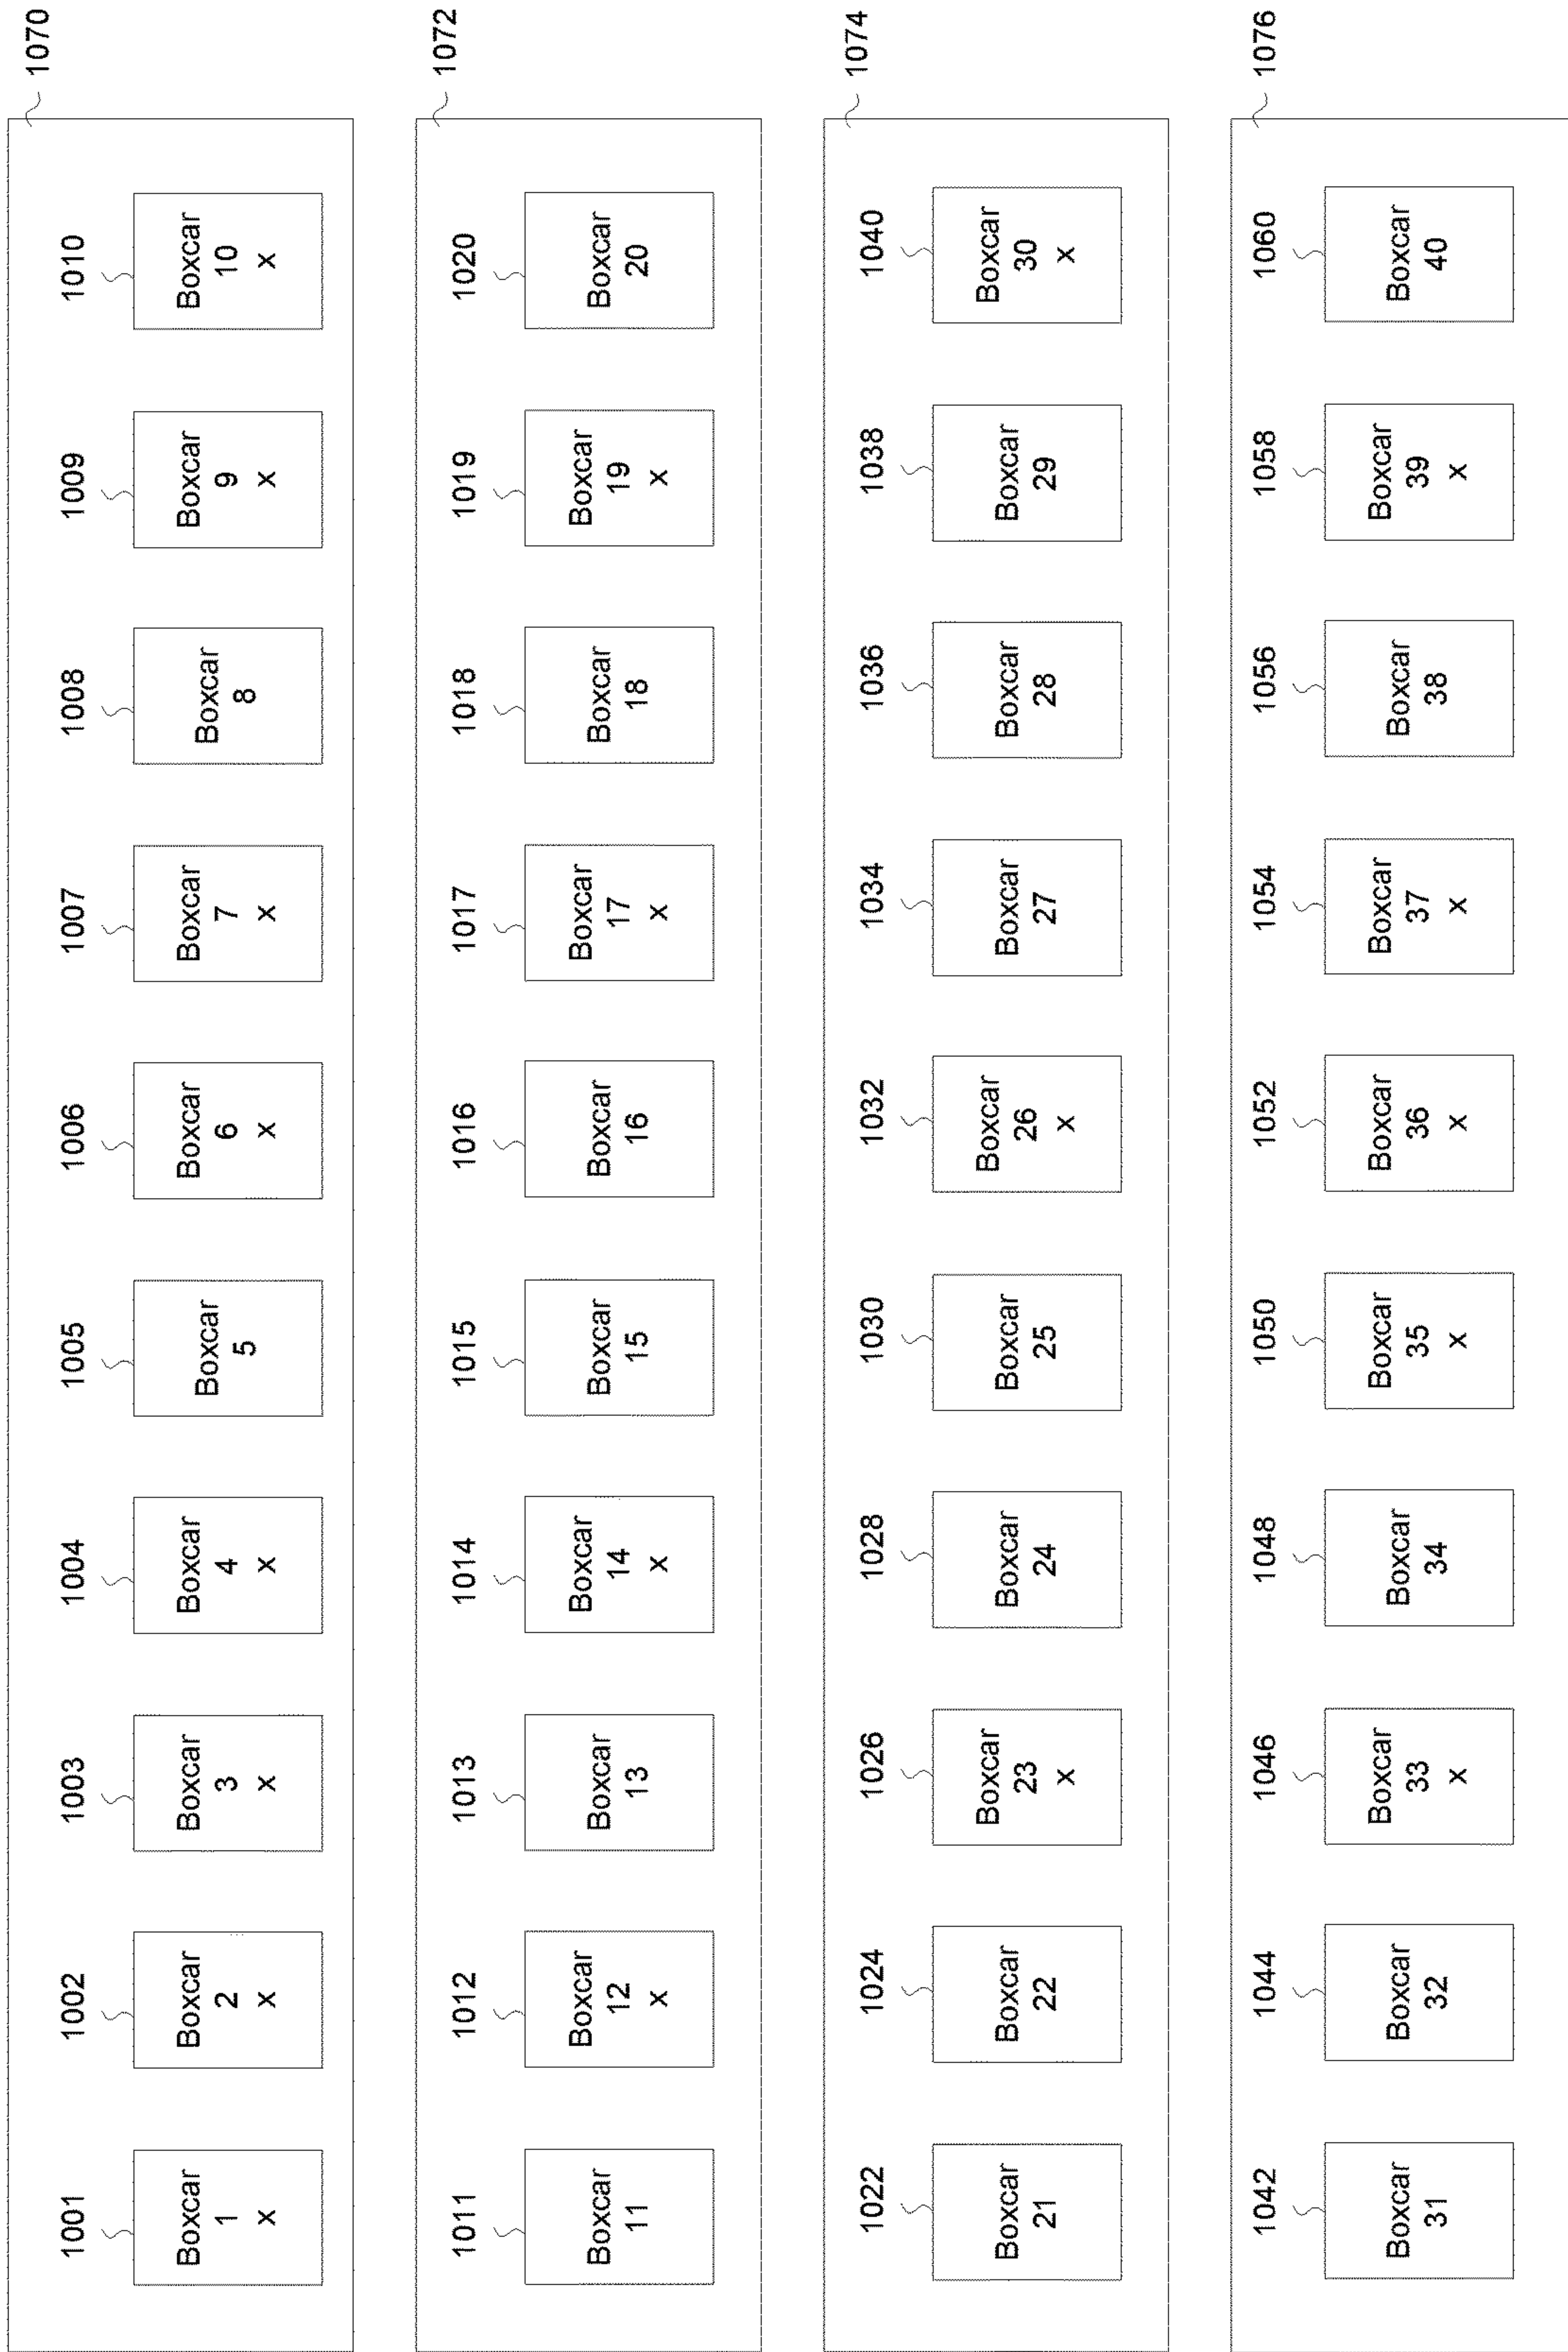 1070
1001 1002 1003 1004 1005 1006 1007 1008 1009 1010
Boxcar Boxcar Boxcar Boxcar Boxcar Boxcar Boxcar Boxcar Boxcar Boxcar
1 2 3 4 5 6 7 8 9 10
X X X X X X X X
1072
1011 1012 1013 1014 1015 1016 1017 1018 1019 1020
Boxcar Boxcar Boxcar Boxcar Boxcar Boxcar Boxcar Boxcar Boxcar Boxcar
11 12 13 14 15 16 17 18 19 20
X X X X
1074
1022 1024 1026 1028 1030 1032 1034 1036 1038 1040
Boxcar Boxcar Boxcar Boxcar Boxcar Boxcar Boxcar Boxcar Boxcar Boxcar
21 22 23 24 25 26 27 28 29 30
X X X
1076
1042 1044 1046 1048 1050 1052 1054 1056 1058 1060
Boxcar Boxcar Boxcar Boxcar Boxcar Boxcar Boxcar Boxcar Boxcar Boxcar
31 32 33 34 35 36 37 38 39 40
X X X X X